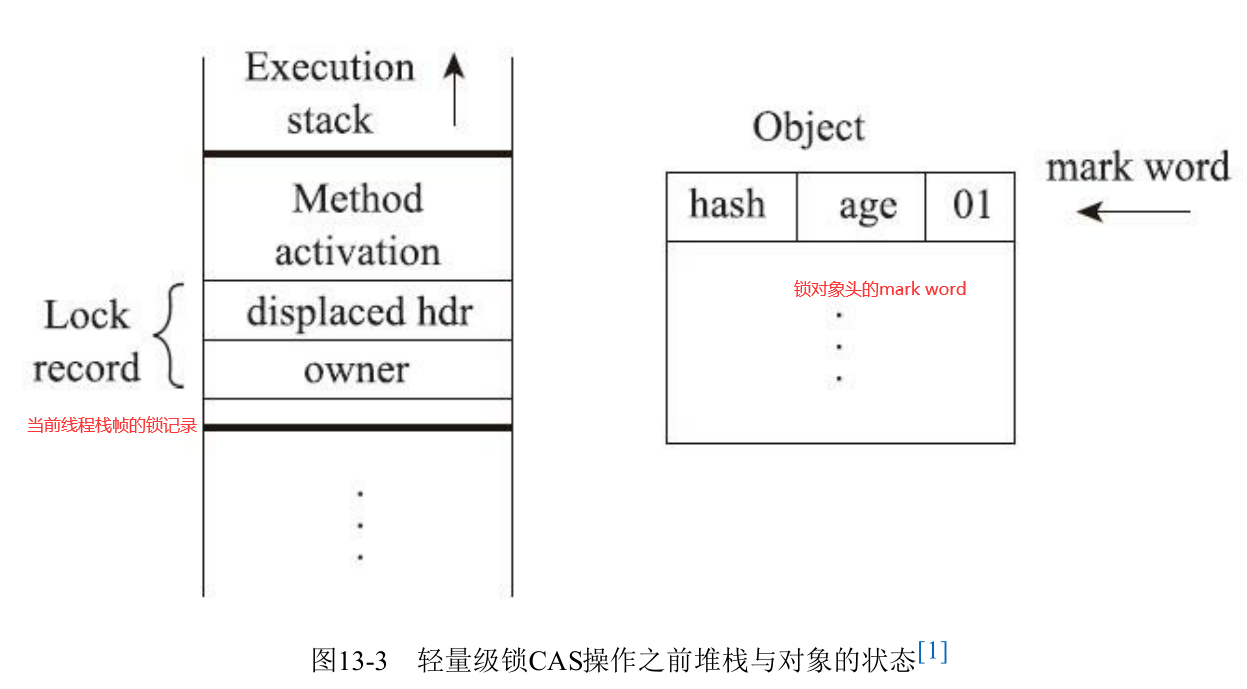 Execution
stack
Method
activation
Lock
record
displaced hdr
owner
当前线程栈帧的锁记录
Object
hash age 01
mark word
锁对象头的mark word
图13-3 轻量级锁CAS操作之前堆栈与对象的状态[1]